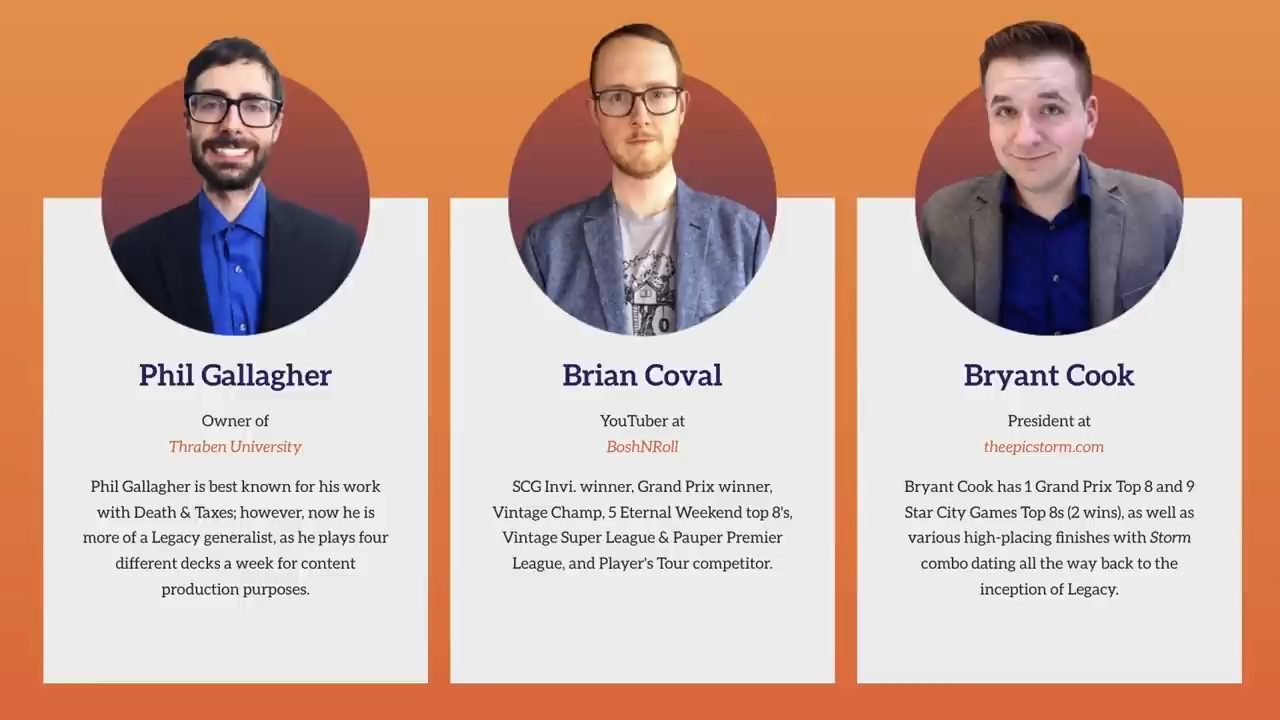 Phil Gallagher
Owner of
Thraben University
Phil Gallagher is best known for his work
with Death & Taxes; however, now he is
more of a Legacy generalist, as he plays four
different decks a week for content
production purposes.
Brian Coval
YouTuber at
BoshNRoll
SCG Invi. winner, Grand Prix winner,
Vintage Champ, 5 Eternal Weekend top 8's,
Vintage Super League & Pauper Premier
League, and Player's Tour competitor.
Bryant Cook
President at
theepicstorm.com
Bryant Cook has 1 Grand Prix Top 8 and 9
Star City Games Top 8s (2 wins), as well as
various high-placing finishes with Storm
combo dating all the way back to the
inception of Legacy.